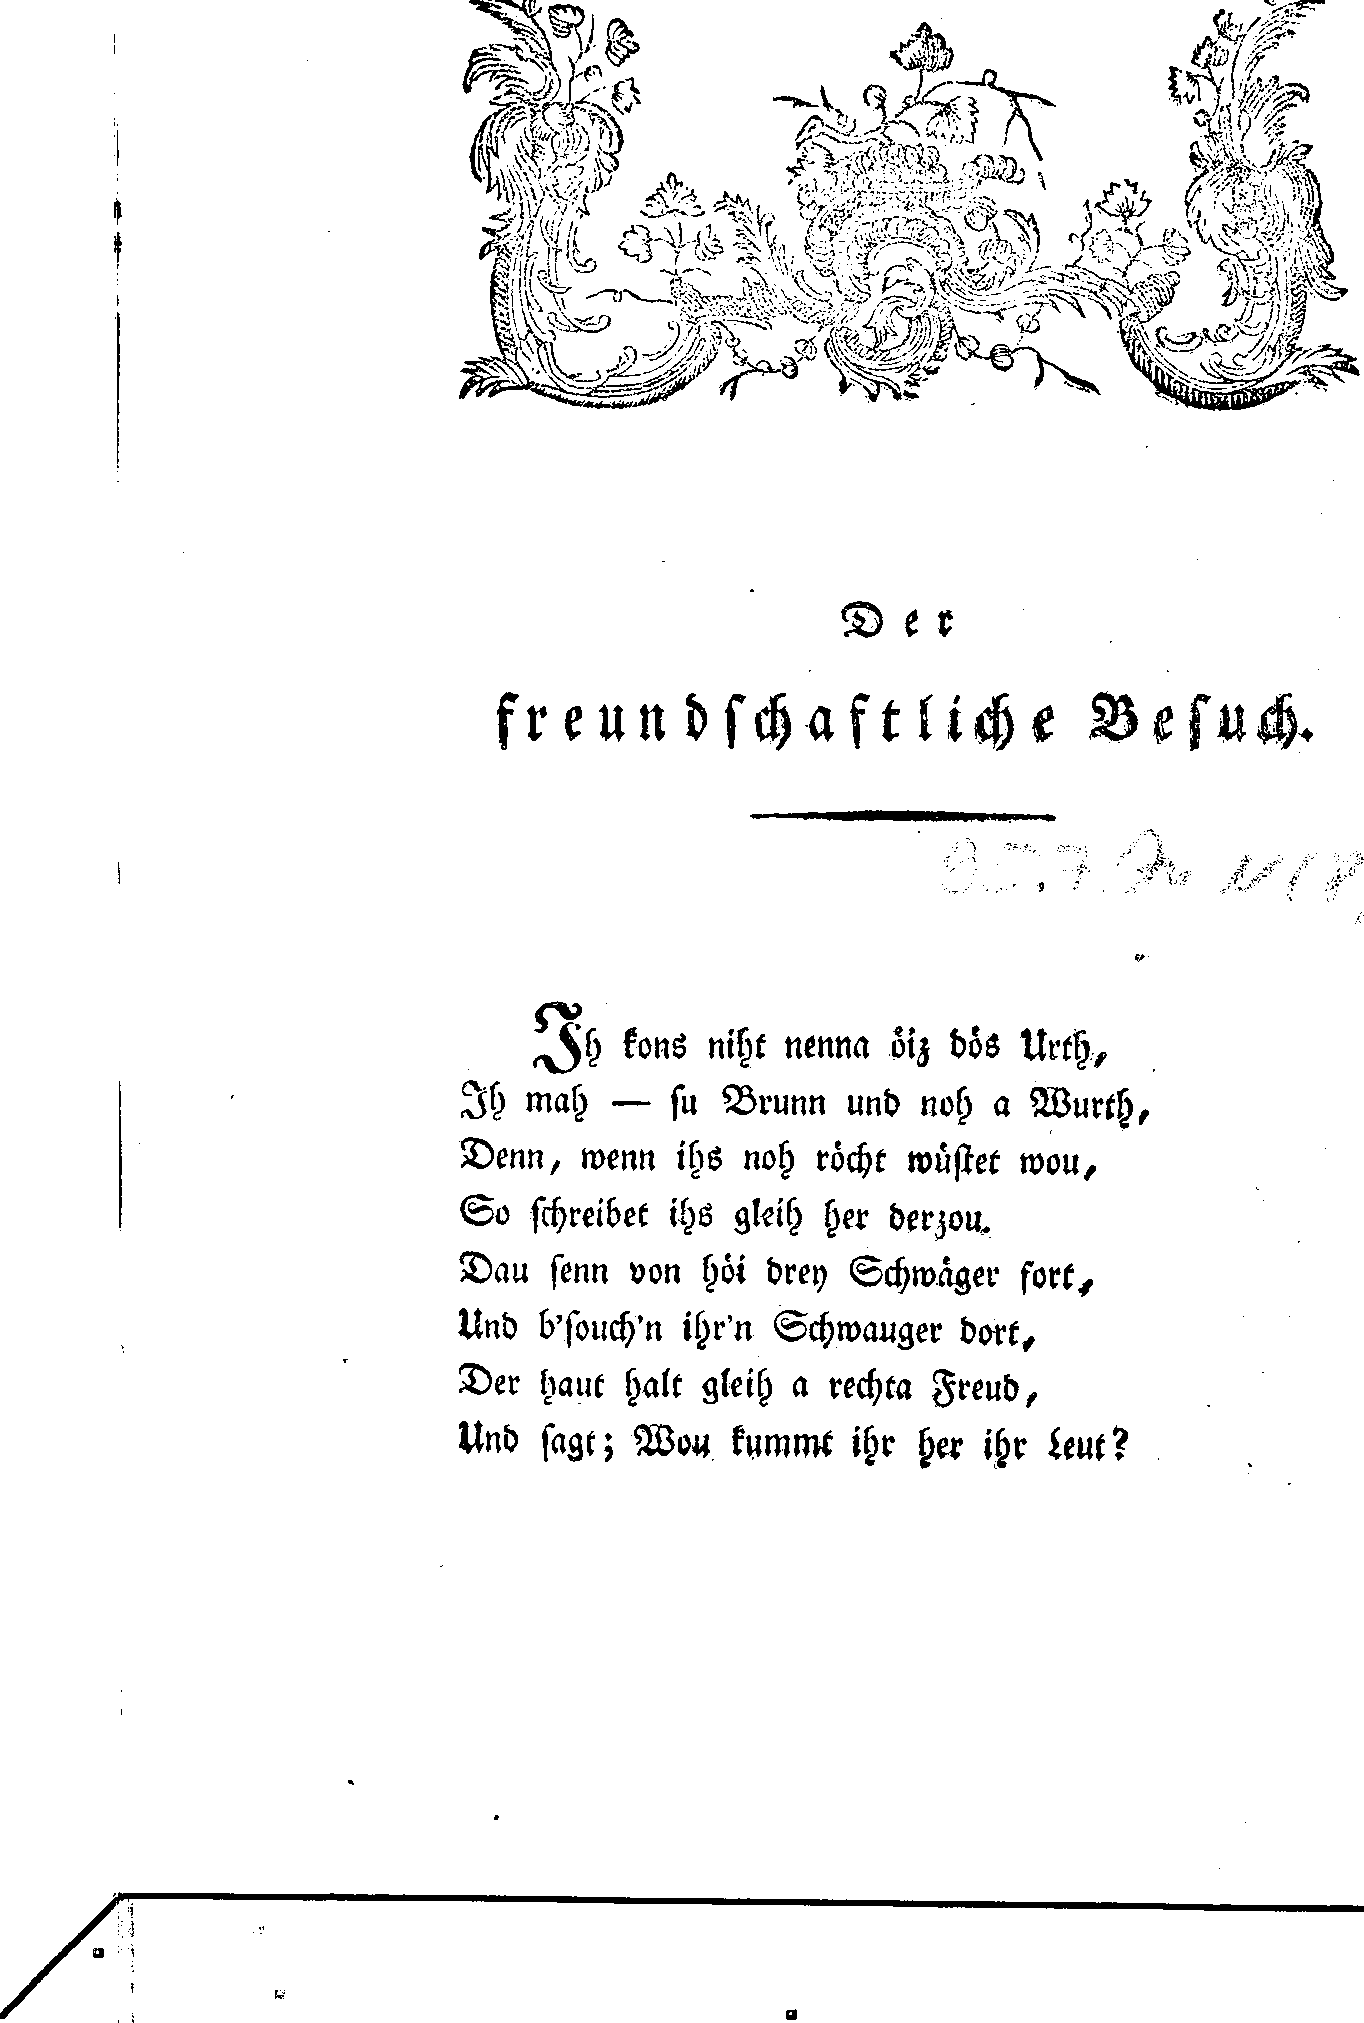 Der
freundschaftliche Besuch.
Ih kons niht nenna öiz dös Urth,
Ih mah — su Brunn und noh a Wurth,
Denn, wenn ihs noh röcht wüstet wou,
So schreibet ihs gleih her derzou.
Dau senn von höi drey Schwäger fort,
Und b'souch'n ihr'n Schwauger dort,
Der haut halt gleih a rechta Freud,
Und sagt; Wou kummt ihr her ihr Leut?